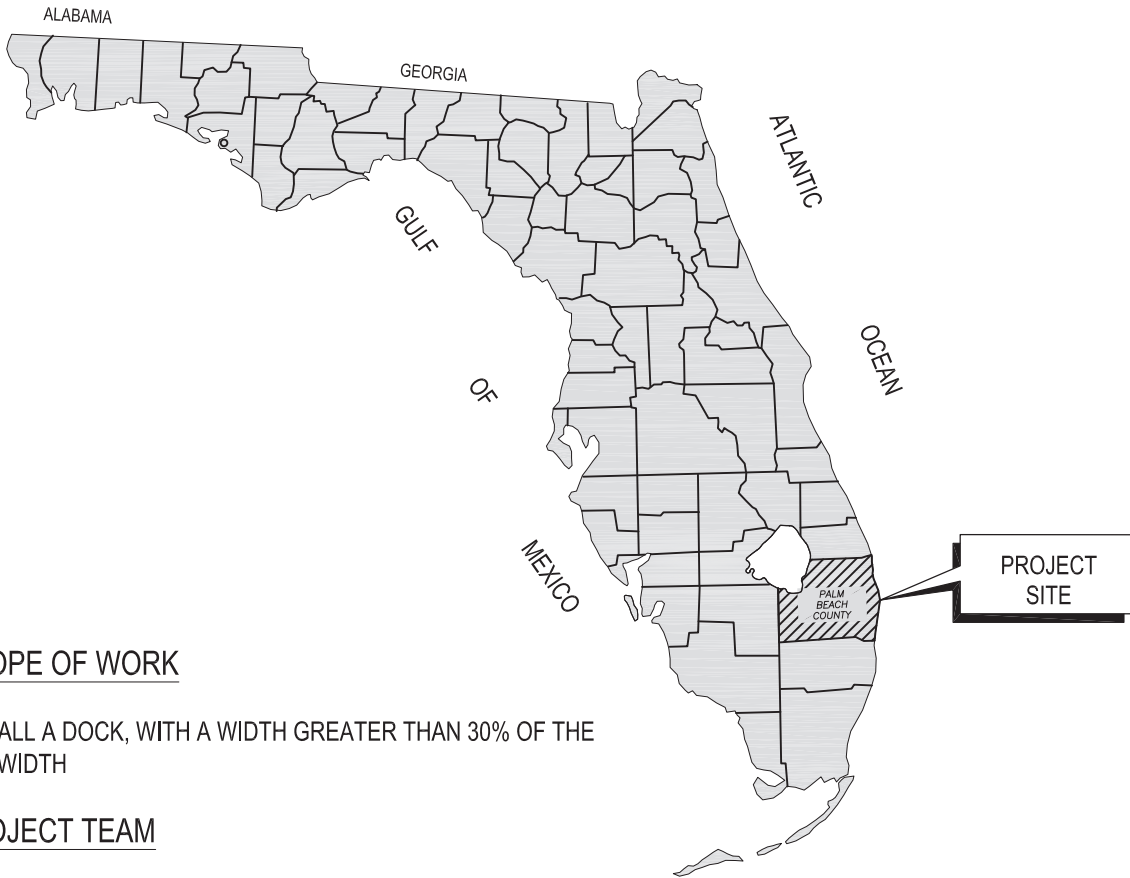 ALABAMA
GEORGIA
ATLANTIC
OCEAN
GULF
OF
MEXICO
PALM
BEACH
COUNTY
PROJECT
SITE
OPE OF WORK
ALL A DOCK, WITH A WIDTH GREATER THAN 30% OF THE
WIDTH
OJECT TEAM